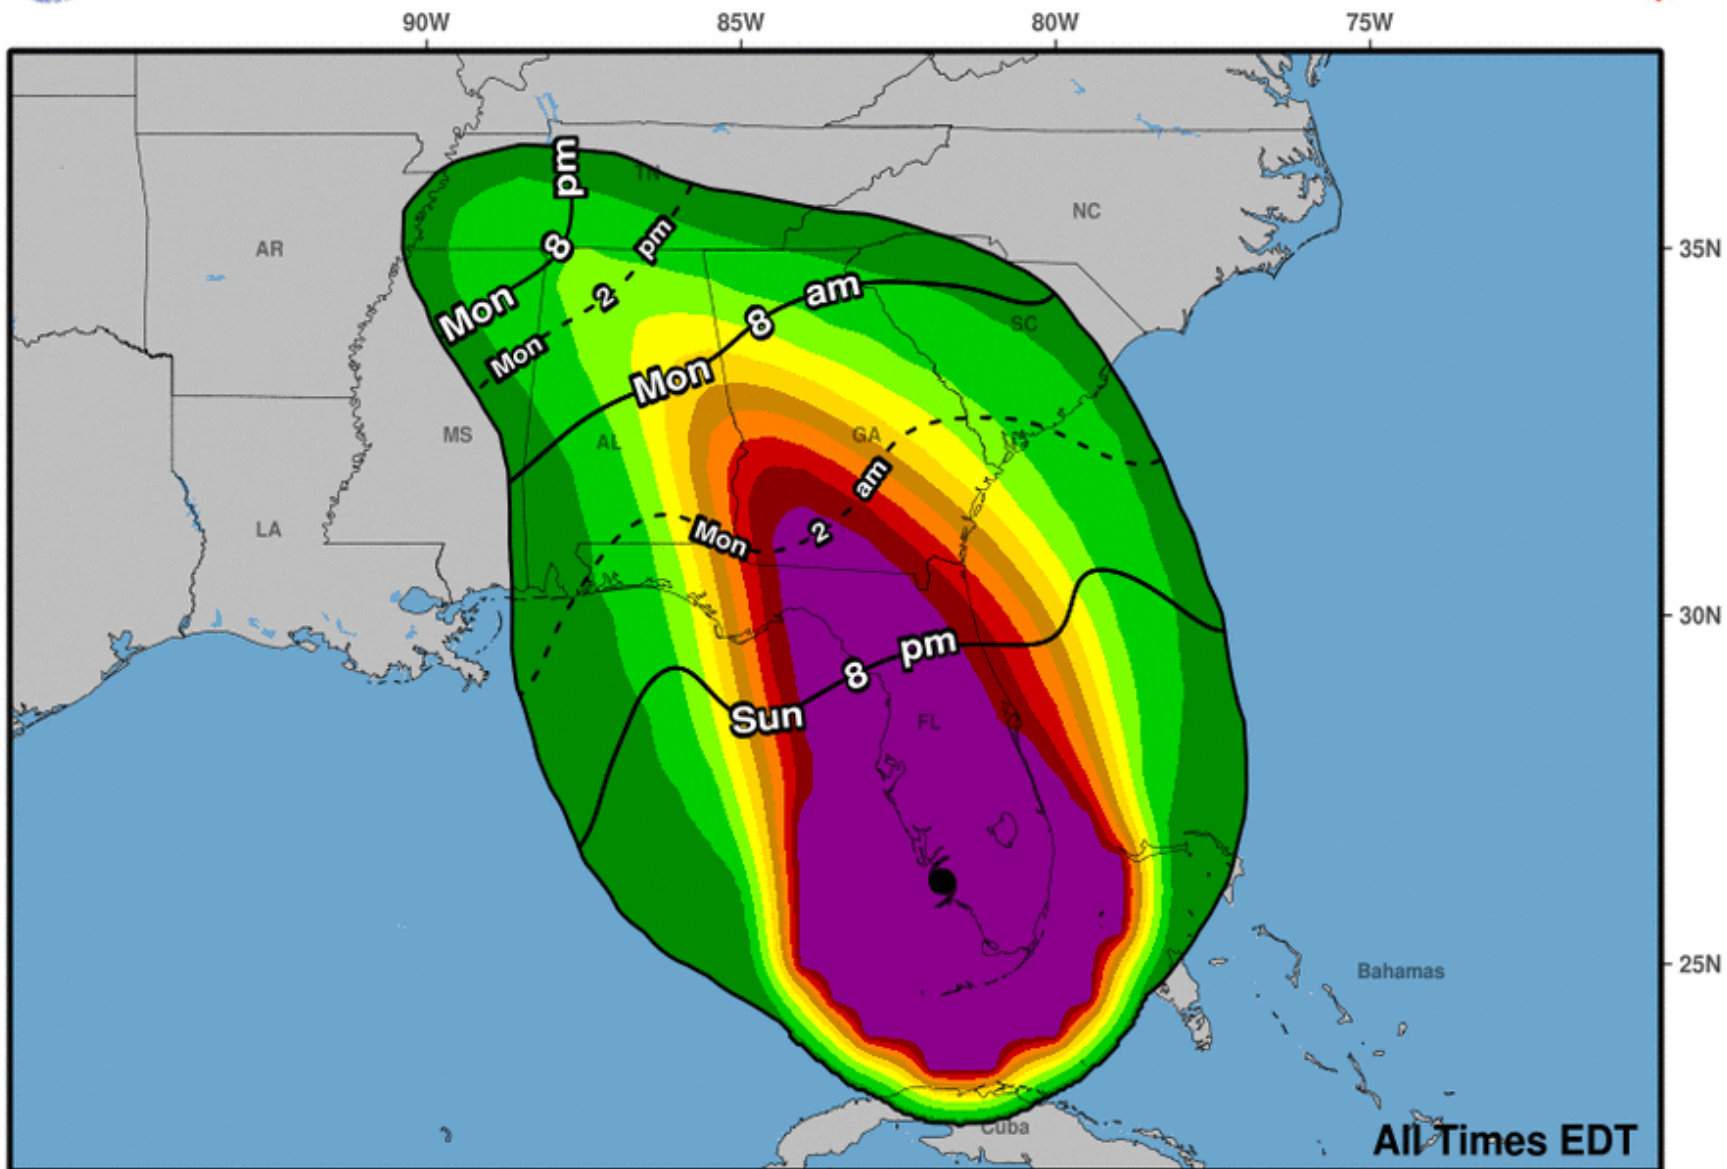 90W 85W 80W 75W
pm
TN
NC
8
pm
AR
35N
2
am
Mon
8
SC
Mon
Mon
GA
MS
AL
am
LA
Mon
2
30N
pm
8
Sun
FL
25N
Bahamas
Cuba
All Times EDT